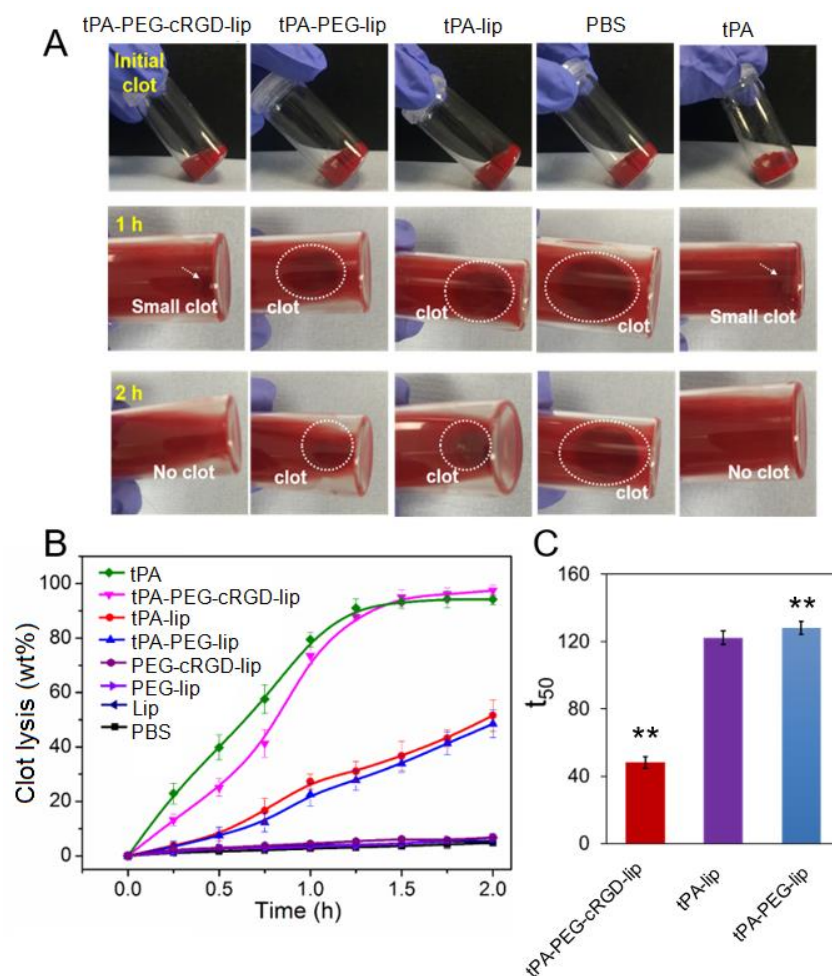 A
tPA-PEG-cRGD-lip tPA-PEG-lip tPA-lip PBS tPA
Initial
clot
1 h
Small clot clot clot clot Small clot
2 h
No clot clot clot clot No clot
B
Clot lysis (wt%)
100
80
60
40
20
0
tPA
tPA-PEG-cRGD-lip
tPA-lip
tPA-PEG-lip
PEG-cRGD-lip
PEG-lip
Lip
PBS
0.0 0.5 1.0 1.5 2.0
Time (h)
C
t50
160
120
80
40
0
** **
tPA-PEG-cRGD-lip
tPA-lip
tPA-PEG-lip